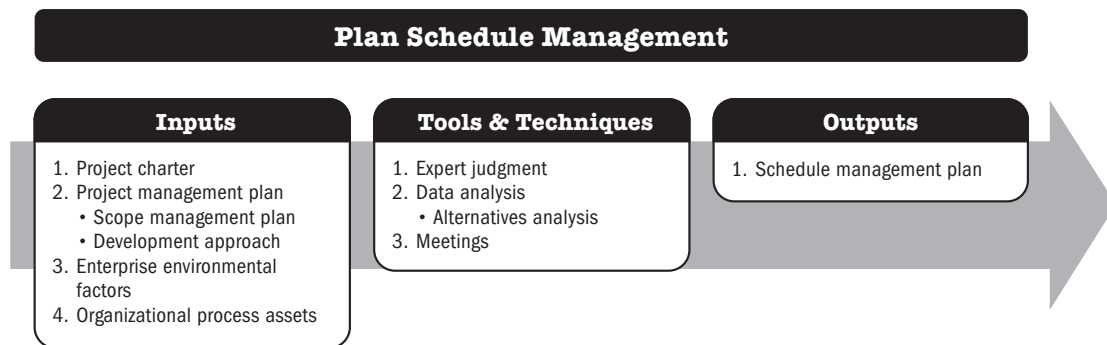 Plan Schedule Management
Inputs
1. Project charter
2. Project management plan
• Scope management plan
• Development approach
3. Enterprise environmental
factors
4. Organizational process assets
Tools & Techniques
1. Expert judgment
2. Data analysis
• Alternatives analysis
3. Meetings
Outputs
1. Schedule management plan